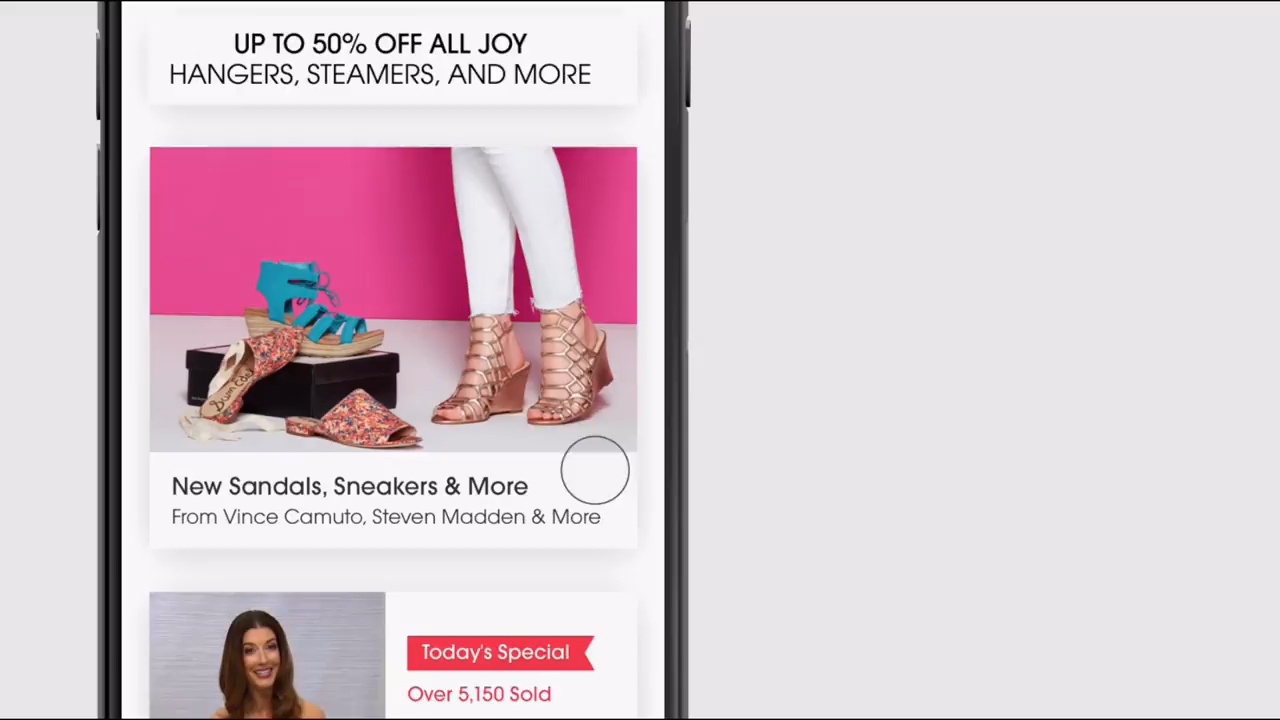 UP TO 50% OFF ALL JOY
HANGERS, STEAMERS, AND MORE
New Sandals, Sneakers & More
From Vince Camuto, Steven Madden & More
Today's Special
Over 5,150 Sold